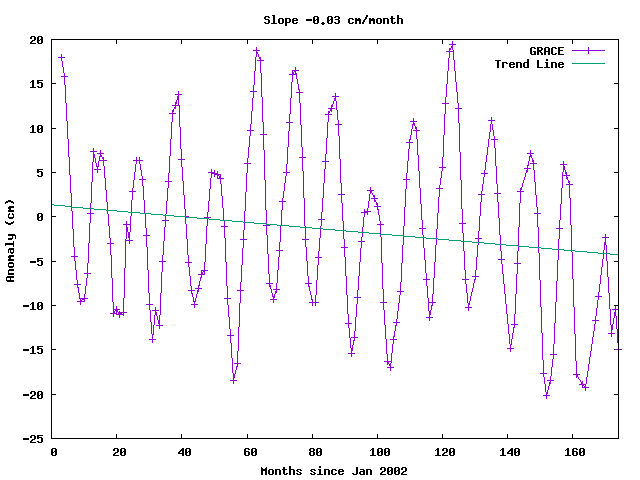 Slope -0.03 cm/month
GRACE
Trend Line
20
15
10
5
0
-5
-10
-15
-20
-25
Anomaly (cm)
0 20 40 60 80 100 120 140 160
Months since Jan 2002